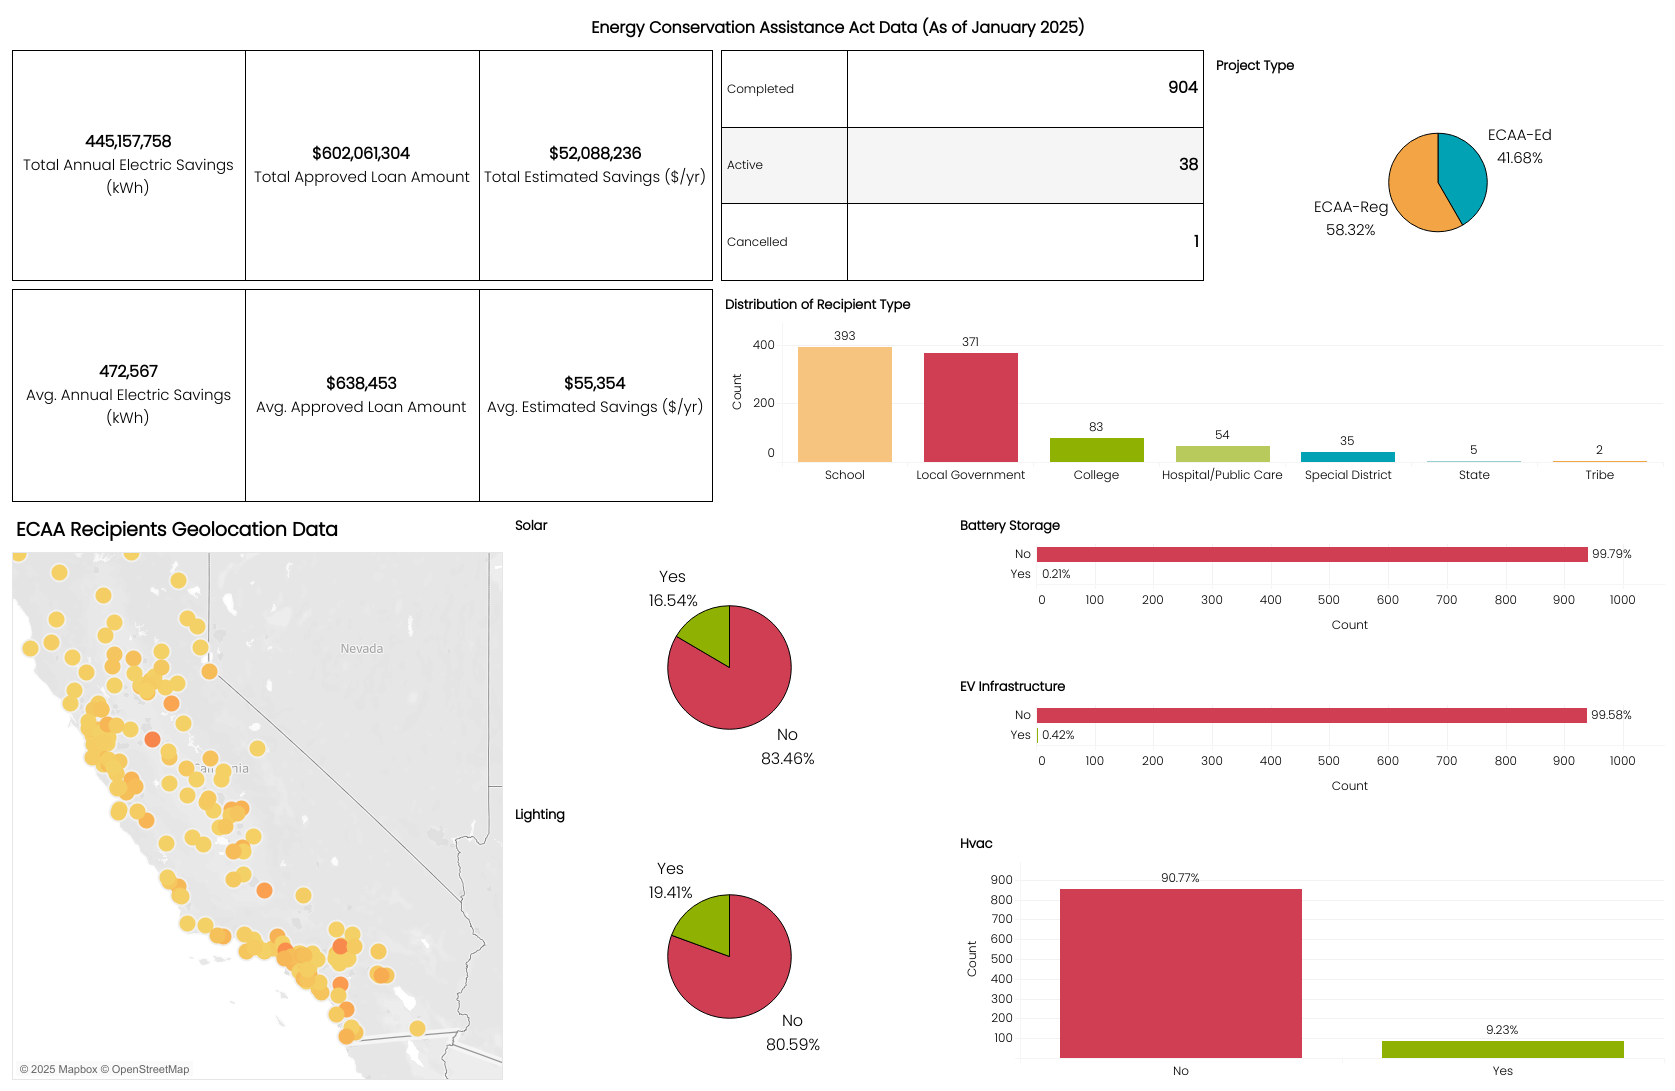 Energy Conservation Assistance Act Data (As of January 2025)
445,157,758
Total Annual Electric Savings
(kWh)
$602,061,304
Total Approved Loan Amount
$52,088,236
Total Estimated Savings ($/yr)
Completed
904
Active
38
Cancelled
1
Project Type
ECAA-Ed
41.68%
ECAA-Reg
58.32%
472,567
Avg. Annual Electric Savings
(kWh)
$638,453
Avg. Approved Loan Amount
$55,354
Avg. Estimated Savings ($/yr)
Distribution of Recipient Type
Count
400
200
0
393
371
83
54
35
5
2
School
Local Government
College
Hospital/Public Care
Special District
State
Tribe
ECAA Recipients Geolocation Data
Nevada
California
© 2025 Mapbox © OpenStreetMap
Solar
Yes
16.54%
No
83.46%
Lighting
Yes
19.41%
No
80.59%
Battery Storage
No
99.79%
Yes
0.21%
0 100 200 300 400 500 600 700 800 900 1000
Count
EV Infrastructure
No
99.58%
Yes
0.42%
0 100 200 300 400 500 600 700 800 900 1000
Count
Hvac
Count
900
800
700
600
500
400
300
200
100
90.77%
9.23%
No
Yes